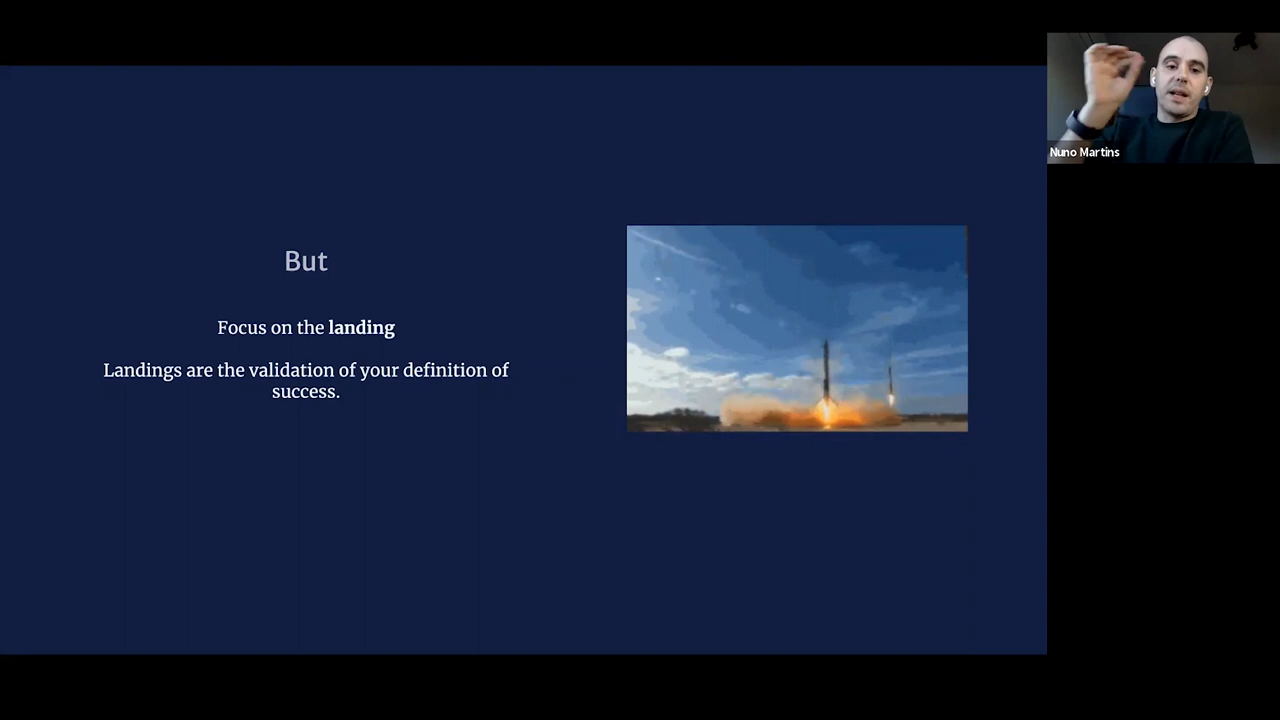 But
Focus on the landing
Landings are the validation of your definition of
success.
Nuno Martins